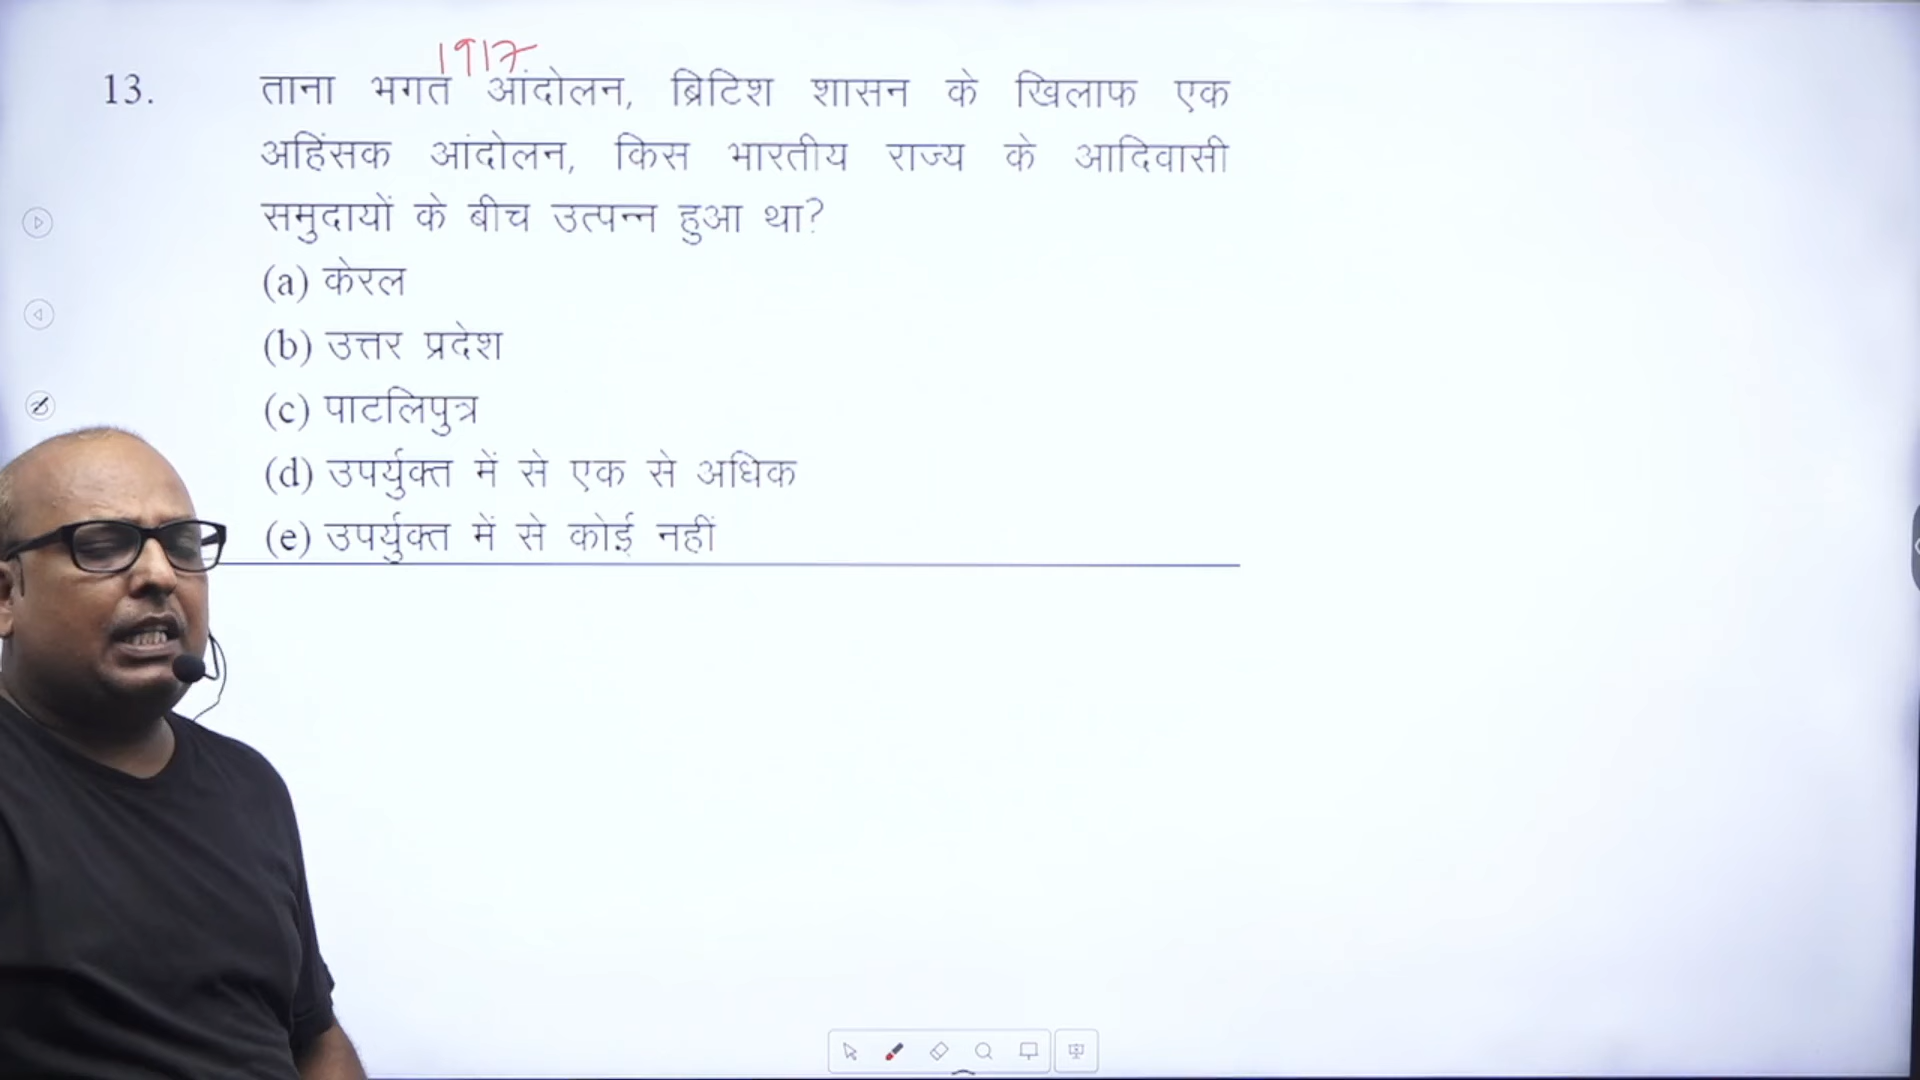 1917
13. ताना भगत आंदोलन, ब्रिटिश शासन के खिलाफ एक
अहिंसक आंदोलन, किस भारतीय राज्य के आदिवासी
समुदायों के बीच उत्पन्न हुआ था?
(a) केरल
(b) उत्तर प्रदेश
(c) पाटलिपुत्र
(d) उपर्युक्त में से एक से अधिक
(e) उपर्युक्त में से कोई नहीं